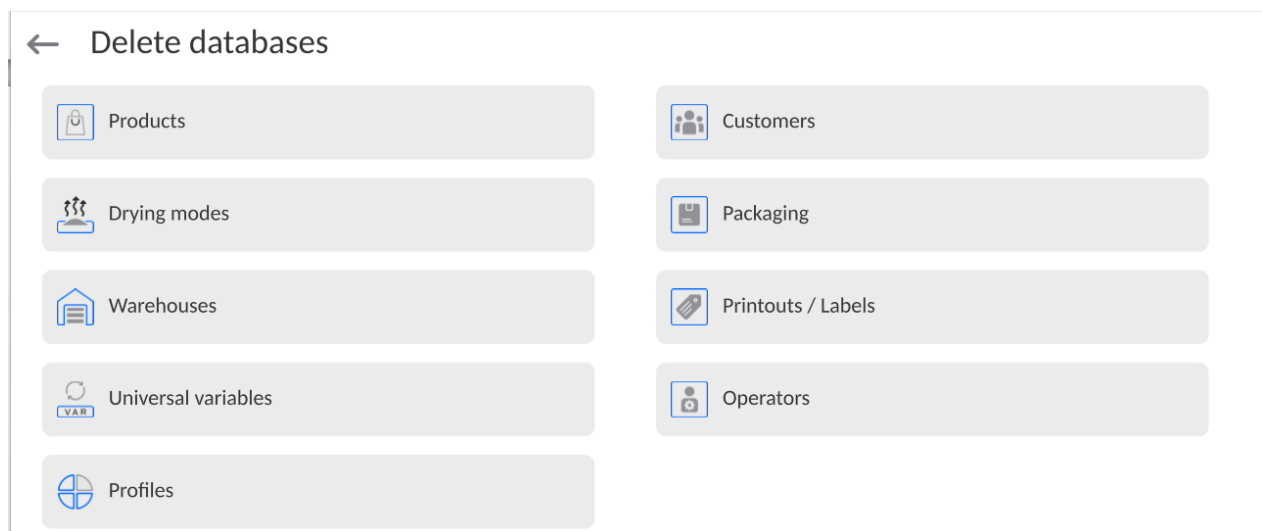 Delete databases
Products
Customers
Drying modes
Packaging
Warehouses
Printouts / Labels
VAR
Universal variables
Operators
Profiles